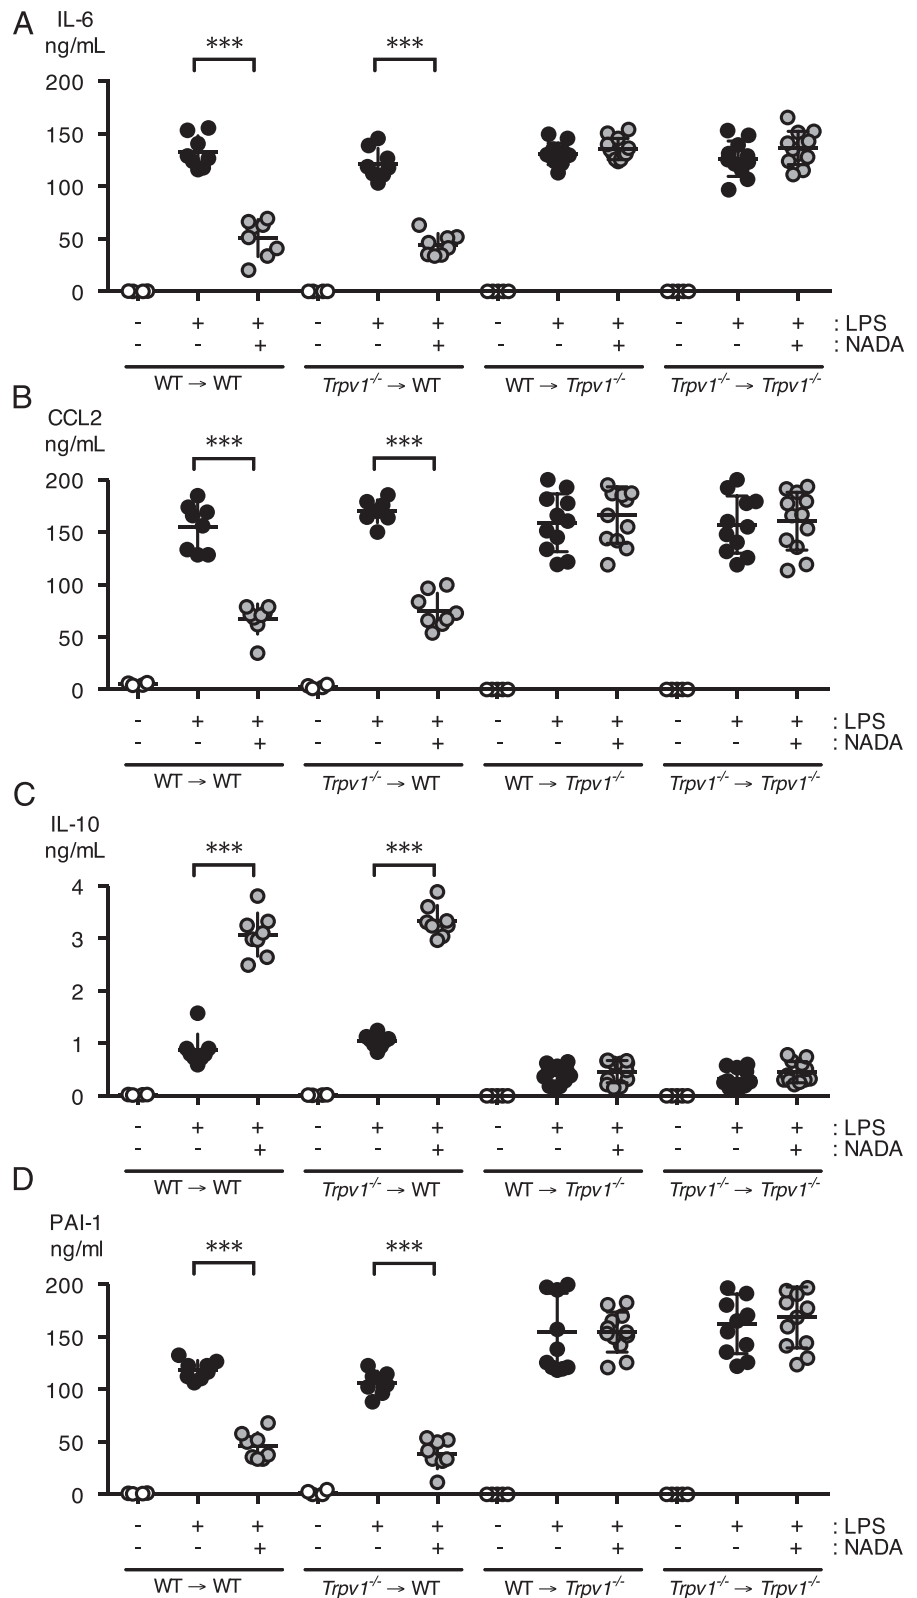 A
IL-6
ng/mL
*** ***
200
150
100
50
0
- + + - + + - + + - + + : LPS
- - + - - + - - + - - + : NADA
WT → WT Trpv1-/- → WT WT → Trpv1-/- Trpv1-/- → Trpv1-/-
B
CCL2
ng/mL
*** ***
200
150
100
50
0
- + + - + + - + + - + + : LPS
- - + - - + - - + - - + : NADA
WT → WT Trpv1-/- → WT WT → Trpv1-/- Trpv1-/- → Trpv1-/-
C
IL-10
ng/mL
*** ***
4
3
2
1
0
- + + - + + - + + - + + : LPS
- - + - - + - - + - - + : NADA
WT → WT Trpv1-/- → WT WT → Trpv1-/- Trpv1-/- → Trpv1-/-
D
PAI-1
ng/ml
*** ***
200
150
100
50
0
- + + - + + - + + - + + : LPS
- - + - - + - - + - - + : NADA
WT → WT Trpv1-/- → WT WT → Trpv1-/- Trpv1-/- → Trpv1-/-